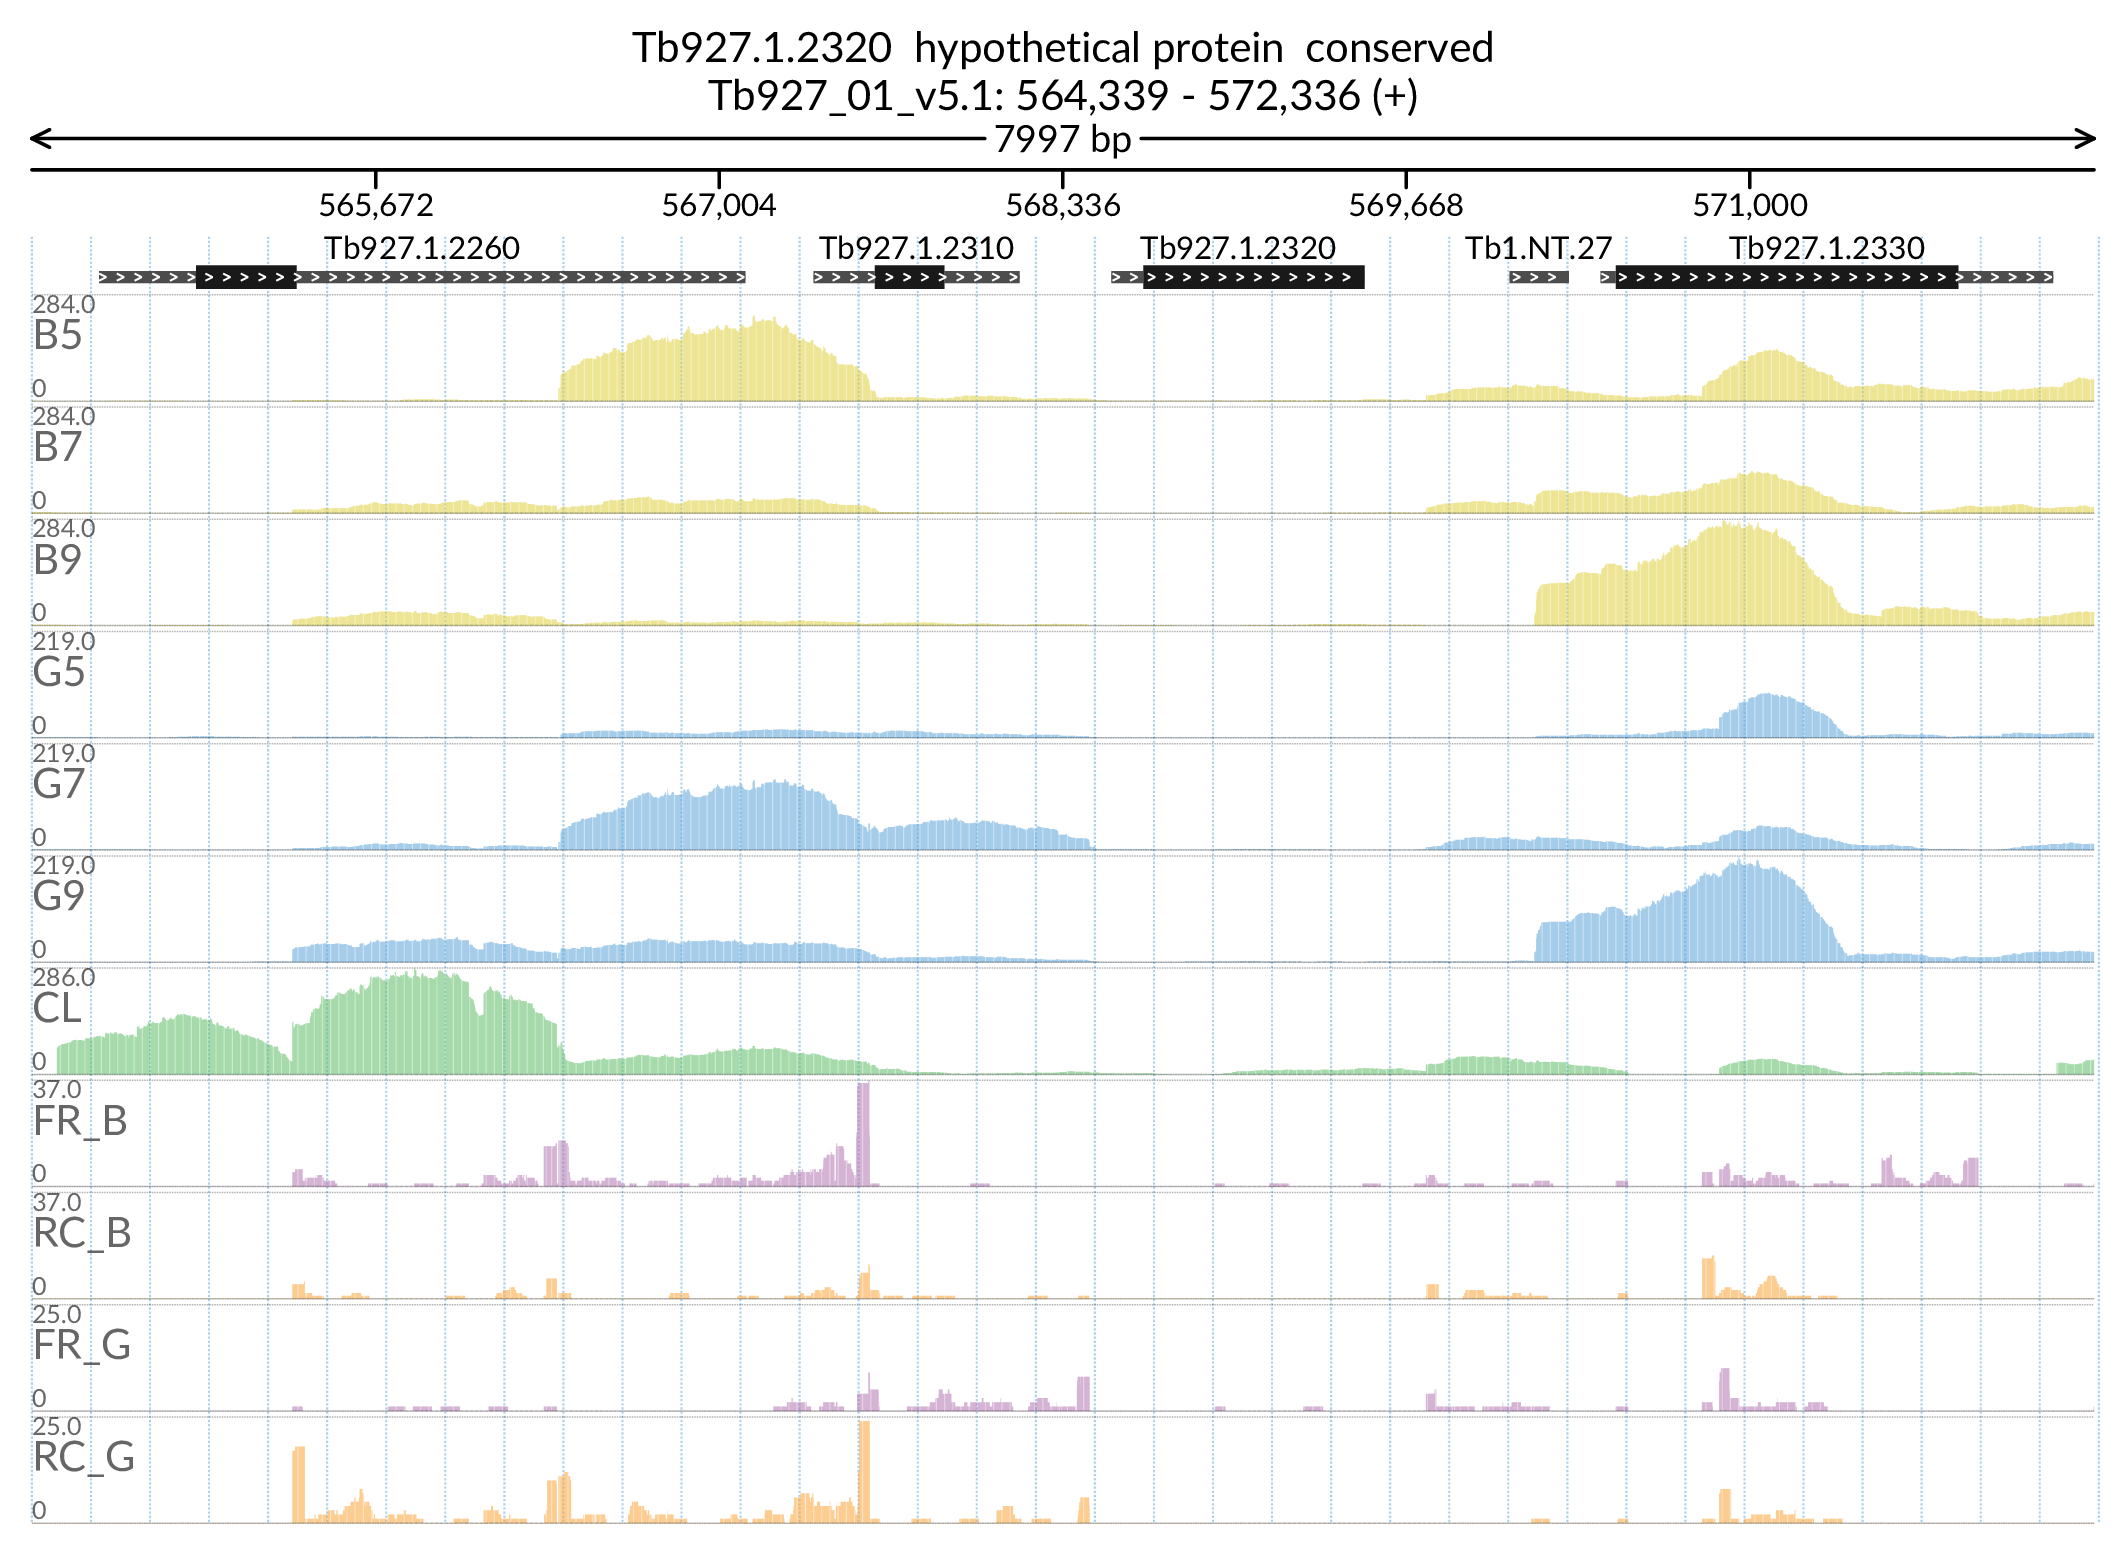 Tb927.1.2320 hypothetical protein conserved
Tb927_01_v5.1: 564,339 - 572,336 (+)
7997 bp
565,672 567,004 568,336 569,668 571,000
Tb927.1.2260 Tb927.1.2310 Tb927.1.2320 Tb1.NT.27 Tb927.1.2330
284.0
B5
0
284.0
B7
0
284.0
B9
0
219.0
G5
0
219.0
G7
0
219.0
G9
0
286.0
CL
0
37.0
FR_B
0
37.0
RC_B
0
25.0
FR_G
0
25.0
RC_G
0